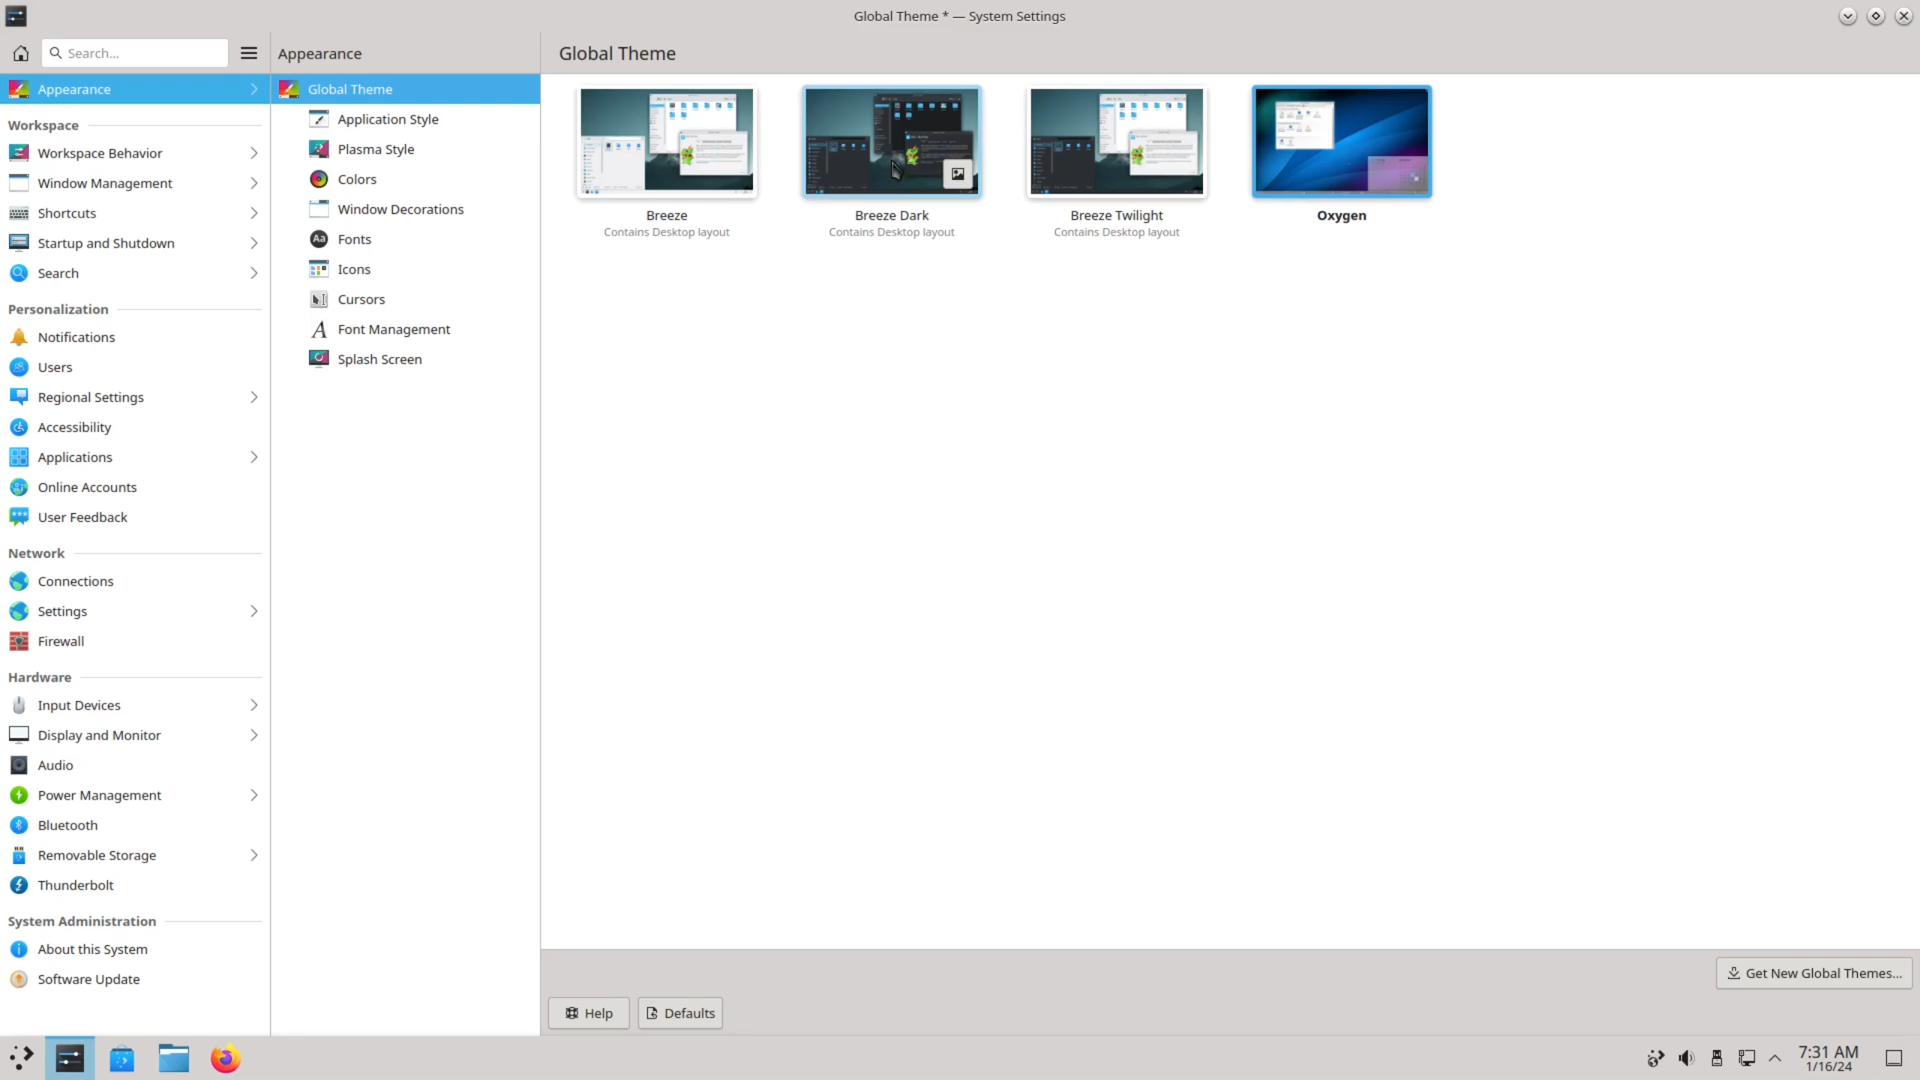 Global Theme * — System Settings
Search...
Appearance
Workspace
Workspace Behavior
Window Management
Shortcuts
Startup and Shutdown
Search
Personalization
Notifications
Users
Regional Settings
Accessibility
Applications
Online Accounts
User Feedback
Network
Connections
Settings
Firewall
Hardware
Input Devices
Display and Monitor
Audio
Power Management
Bluetooth
Removable Storage
Thunderbolt
System Administration
About this System
Software Update
Appearance
Global Theme
Application Style
Plasma Style
Colors
Window Decorations
Aa Fonts
Icons
Cursors
A Font Management
Splash Screen
Global Theme
Breeze
Contains Desktop layout
Breeze Dark
Contains Desktop layout
Breeze Twilight
Contains Desktop layout
Oxygen
Get New Global Themes...
Help
Defaults
7:31 AM
1/16/24